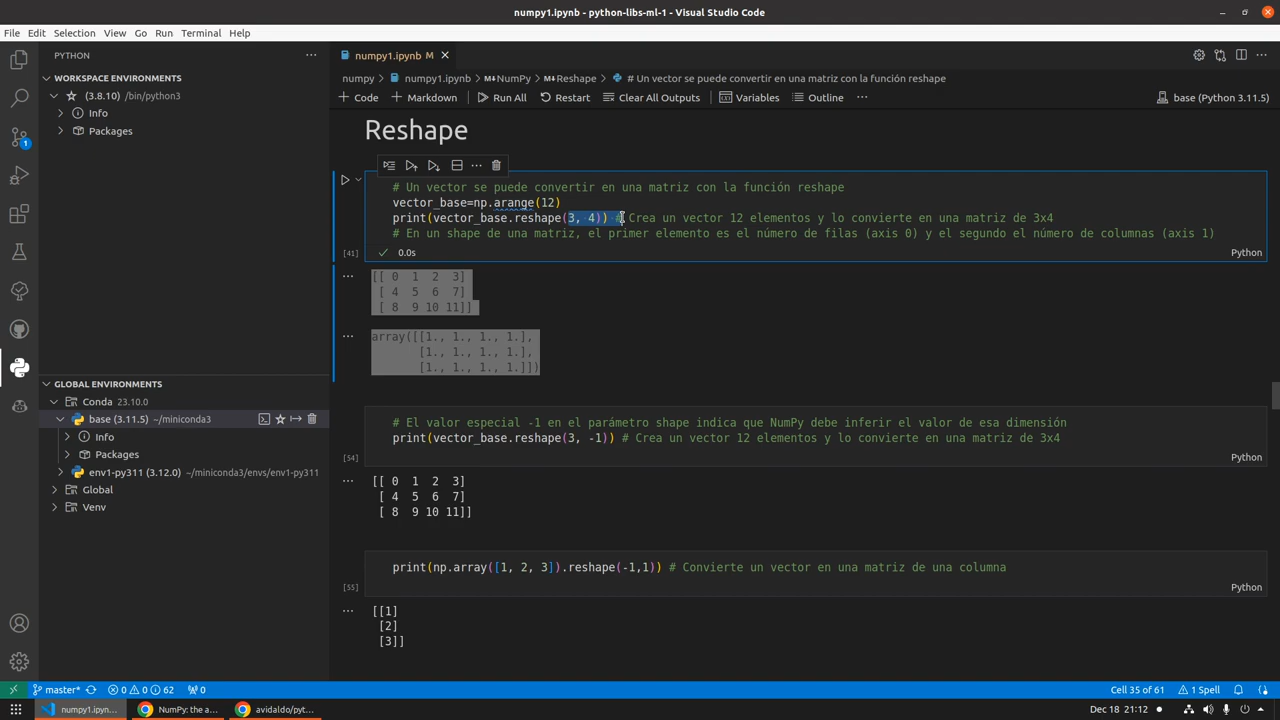 numpy1.ipynb - python-libs-ml-1 - Visual Studio Code
File Edit Selection View Go Run Terminal Help
PYTHON ...
numpy1.ipynb M
WORKSPACE ENVIRONMENTS
(3.8.10) /bin/python3
Info
Packages
numpy > numpy1.ipynb > M↓NumPy > M↓Reshape > # Un vector se puede convertir en una matriz con la función reshape
+ Code + Markdown Run All Restart Clear All Outputs Variables Outline ... base (Python 3.11.5)
Reshape
# Un vector se puede convertir en una matriz con la función reshape
vector_base=np.arange(12)
print(vector_base.reshape(3, 4)) # Crea un vector 12 elementos y lo convierte en una matriz de 3x4
# En un shape de una matriz, el primer elemento es el número de filas (axis 0) y el segundo el número de columnas (axis 1)
[41] 0.0s Python
[[ 0 1 2 3]
[ 4 5 6 7]
[ 8 9 10 11]]
array([[1., 1., 1., 1.],
[1., 1., 1., 1.],
[1., 1., 1., 1.]])
# El valor especial -1 en el parámetro shape indica que NumPy debe inferir el valor de esa dimensión
print(vector_base.reshape(3, -1)) # Crea un vector 12 elementos y lo convierte en una matriz de 3x4
[54] Python
[[ 0 1 2 3]
[ 4 5 6 7]
[ 8 9 10 11]]
print(np.array([1, 2, 3]).reshape(-1,1)) # Convierte un vector en una matriz de una columna
[55] Python
[[1]
[2]
[3]]
GLOBAL ENVIRONMENTS
Conda 23.10.0
base (3.11.5) ~/miniconda3
Info
Packages
env1-py311 (3.12.0) ~/miniconda3/envs/env1-py311
Global
Venv
1
master* 0 0 62 0 Cell 35 of 61 1 Spell
numpy1.ipyn... NumPy: the a... avidaldo/pyt... Dec 18 21:12